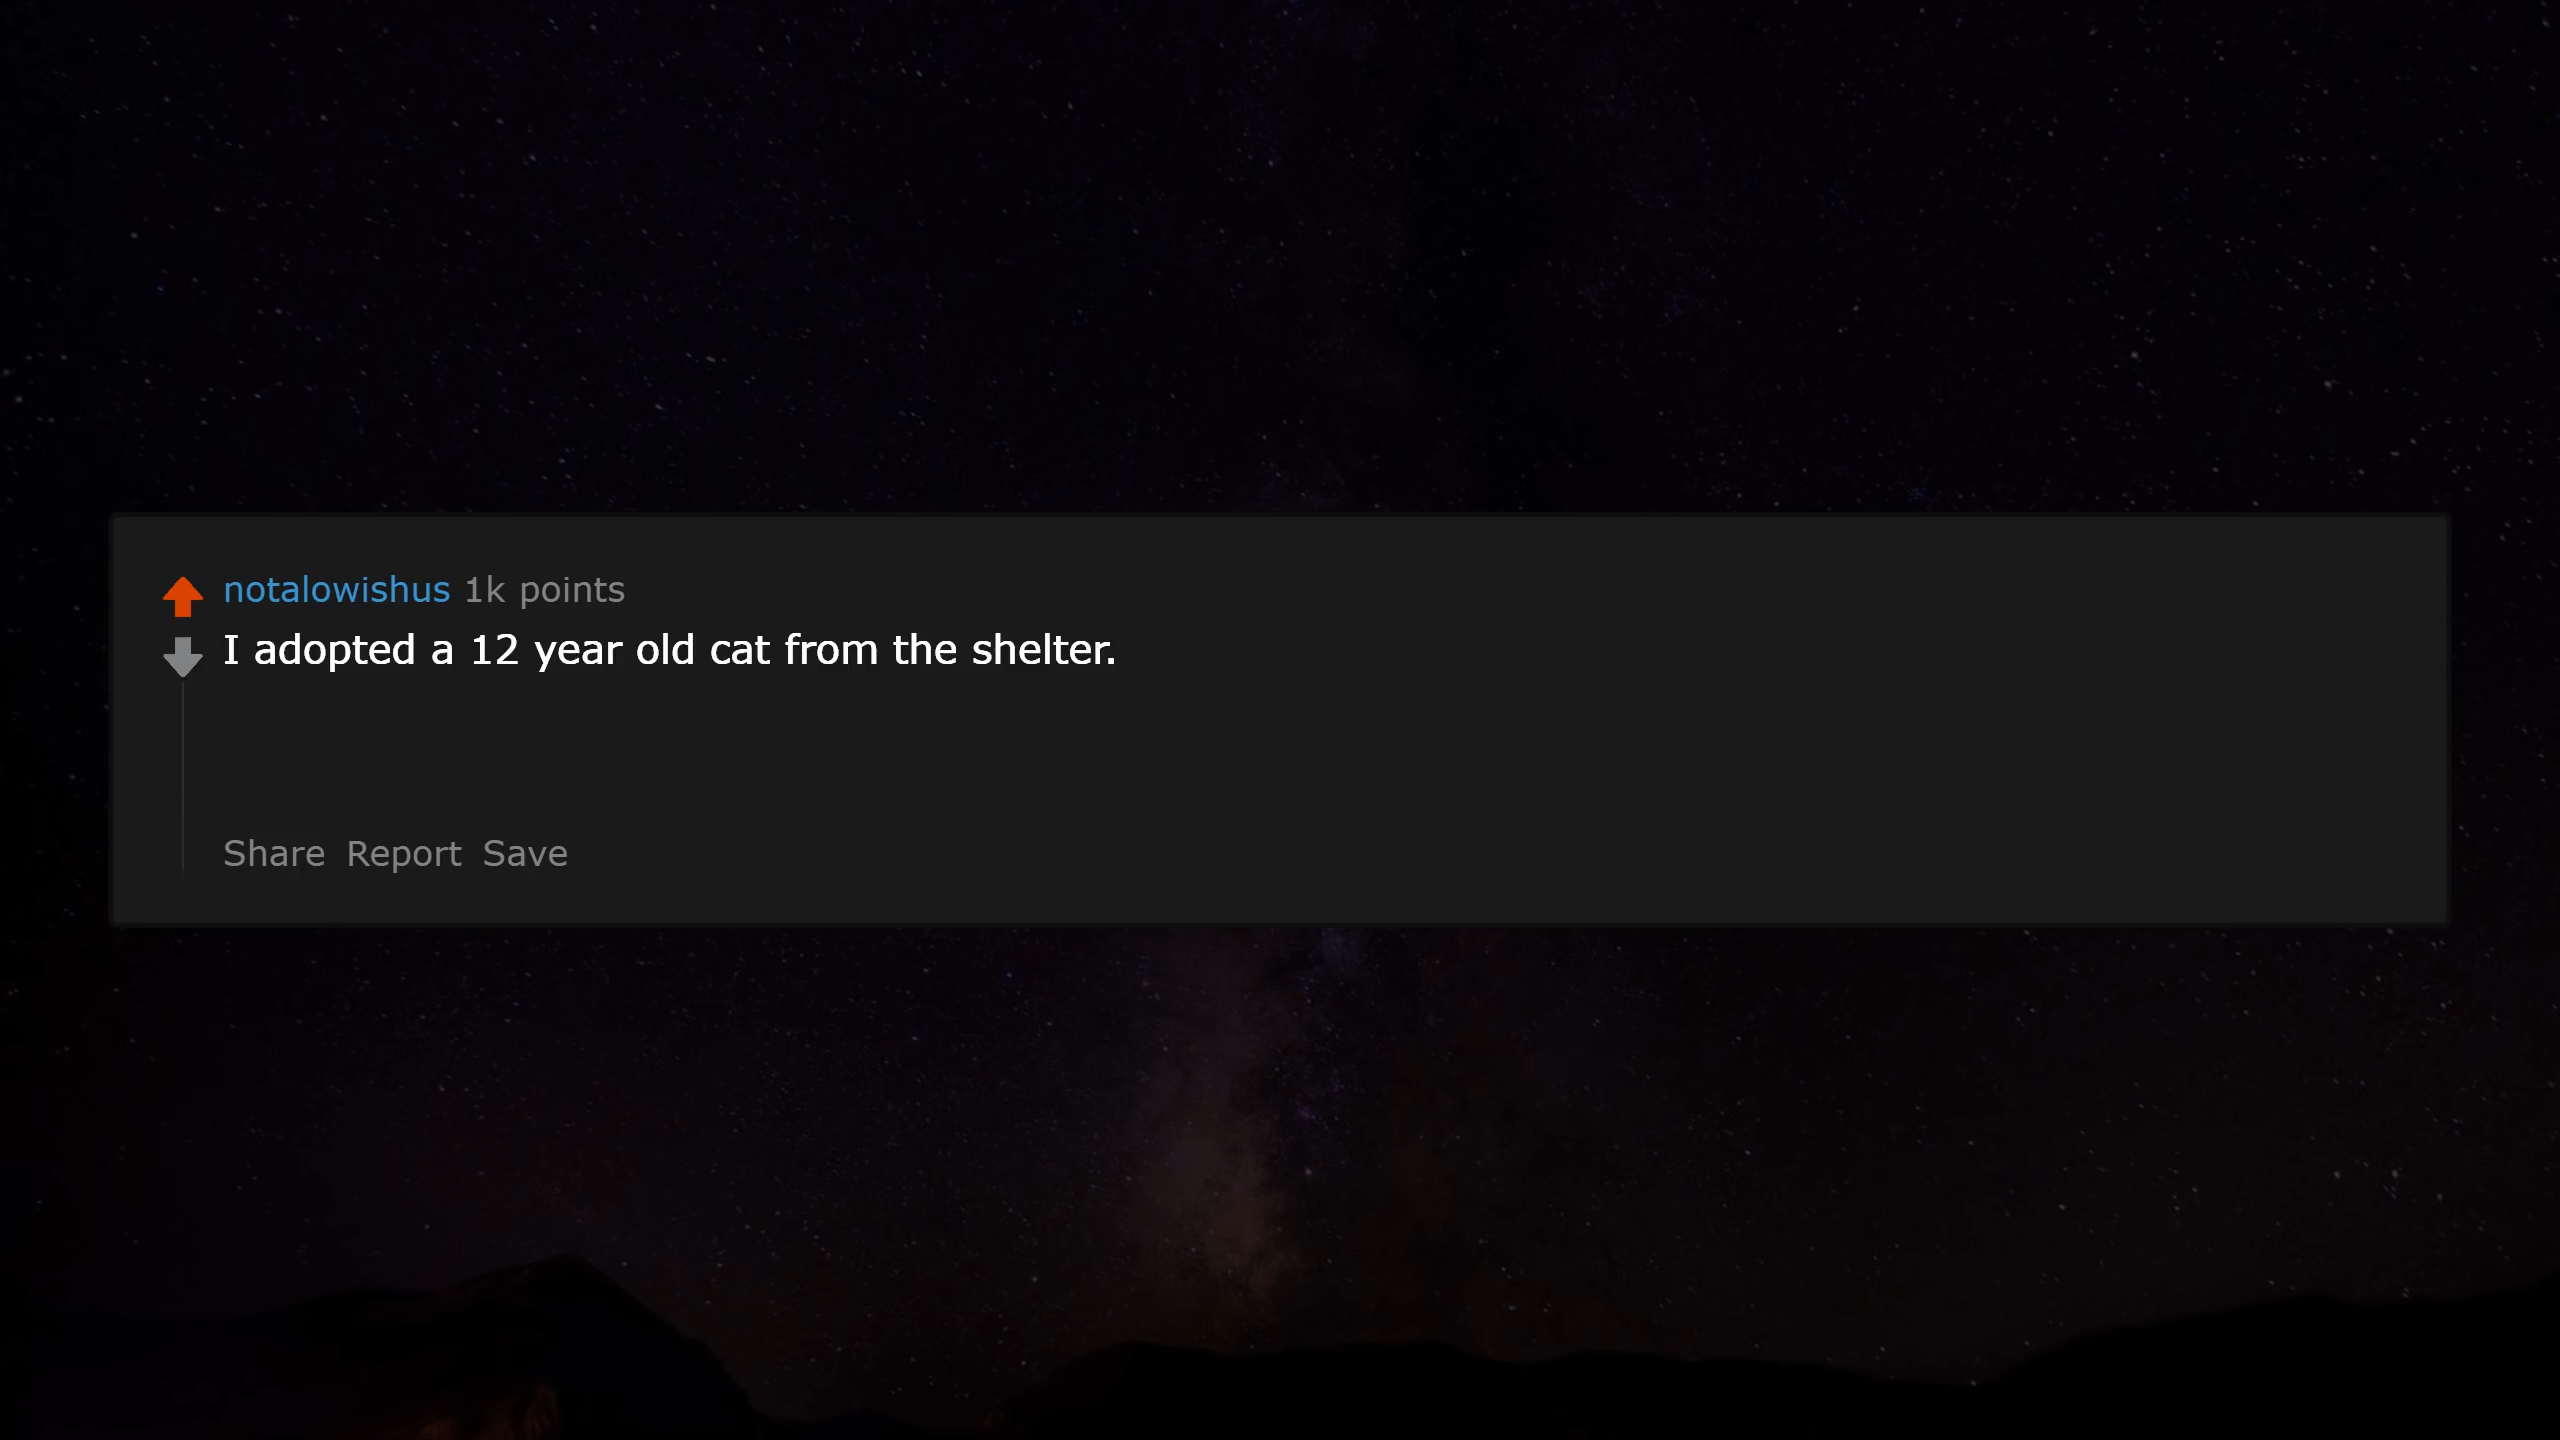 notalowishus 1k points
I adopted a 12 year old cat from the shelter.
Share Report Save